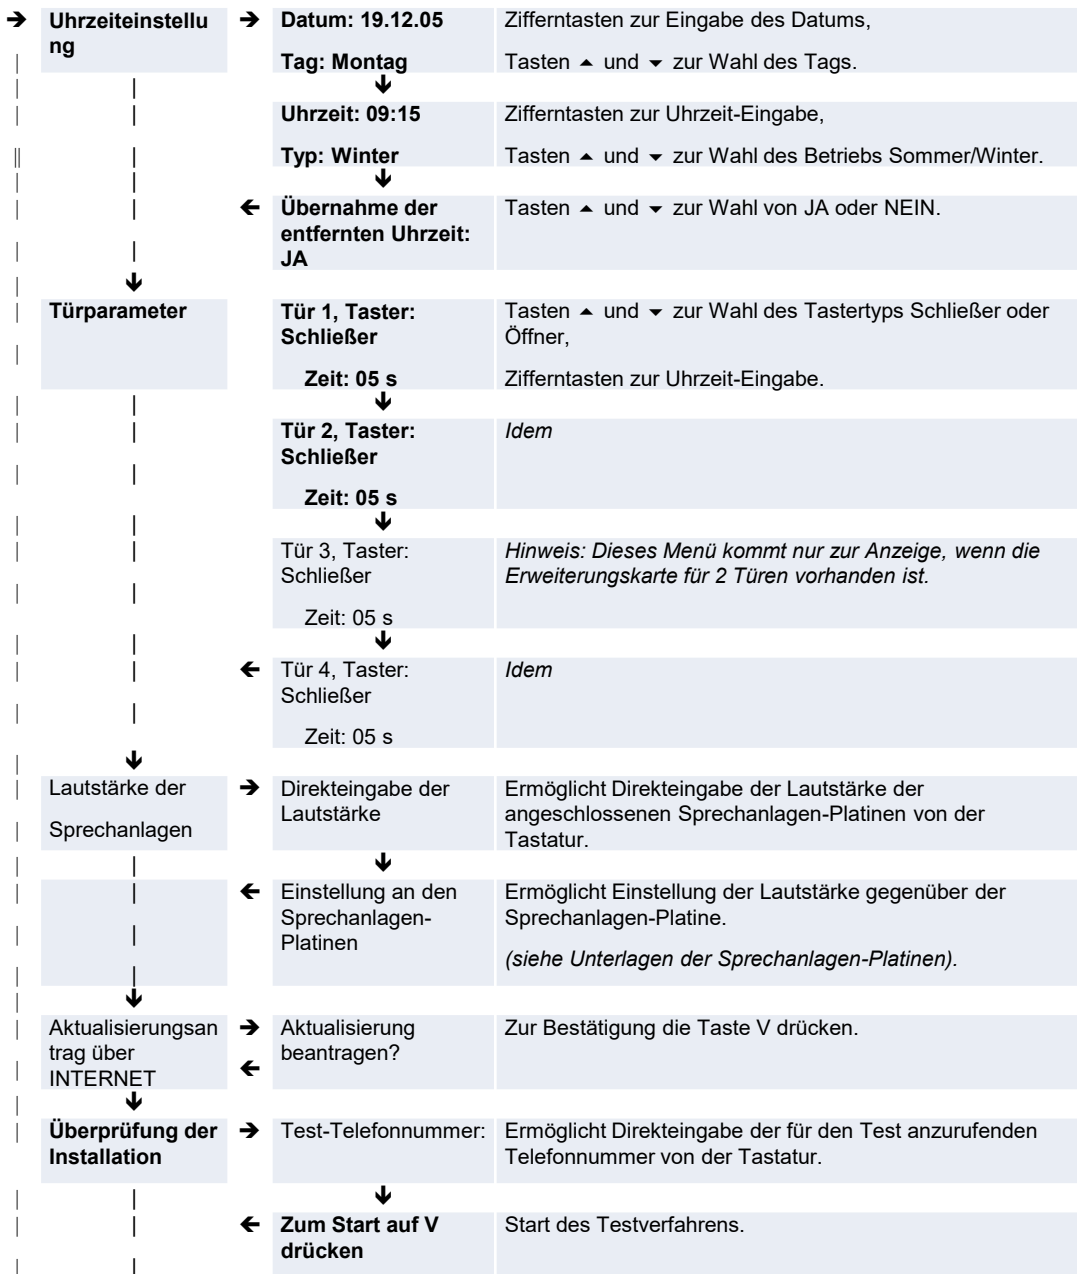 → Uhrzeiteinstellu → Datum: 19.12.05 Zifferntasten zur Eingabe des Datums,
ng
Tag: Montag Tasten ▲ und ▼ zur Wahl des Tags.
Uhrzeit: 09:15 Zifferntasten zur Uhrzeit-Eingabe,
Typ: Winter Tasten ▲ und ▼ zur Wahl des Betriebs Sommer/Winter.
← Übernahme der Tasten ▲ und ▼ zur Wahl von JA oder NEIN.
entfernten Uhrzeit:
JA
Türparameter Tür 1, Taster: Tasten ▲ und ▼ zur Wahl des Tastertyps Schließer oder
Schließer Öffner,
Zeit: 05 s Zifferntasten zur Uhrzeit-Eingabe.
Tür 2, Taster: Idem
Schließer
Zeit: 05 s
Tür 3, Taster: Hinweis: Dieses Menü kommt nur zur Anzeige, wenn die
Schließer Erweiterungskarte für 2 Türen vorhanden ist.
Zeit: 05 s
← Tür 4, Taster: Idem
Schließer
Zeit: 05 s
Lautstärke der → Direkteingabe der Ermöglicht Direkteingabe der Lautstärke der
Lautstärke angeschlossenen Sprechanlagen-Platinen von der
Sprechanlagen Tastatur.
← Einstellung an den Ermöglicht Einstellung der Lautstärke gegenüber der
Sprechanlagen- Sprechanlagen-Platine.
Platinen (siehe Unterlagen der Sprechanlagen-Platinen).
Aktualisierungsan → Aktualisierung Zur Bestätigung die Taste V drücken.
trag über beantragen?
INTERNET ←
Überprüfung der → Test-Telefonnummer: Ermöglicht Direkteingabe der für den Test anzurufenden
Installation Telefonnummer von der Tastatur.
← Zum Start auf V Start des Testverfahrens.
drücken